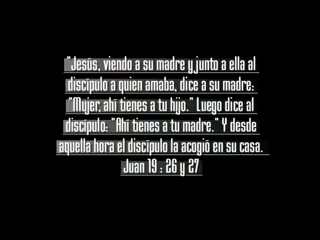 "Jesús, viendo a su madre y junto a ella al
discípulo a quien amaba, dice a su madre:
"Mujer, ahí tienes a tu hijo." Luego dice al
discípulo: "Ahí tienes a tu madre." Y desde
aquella hora el discípulo la acogió en su casa.
Juan 19 : 26 y 27